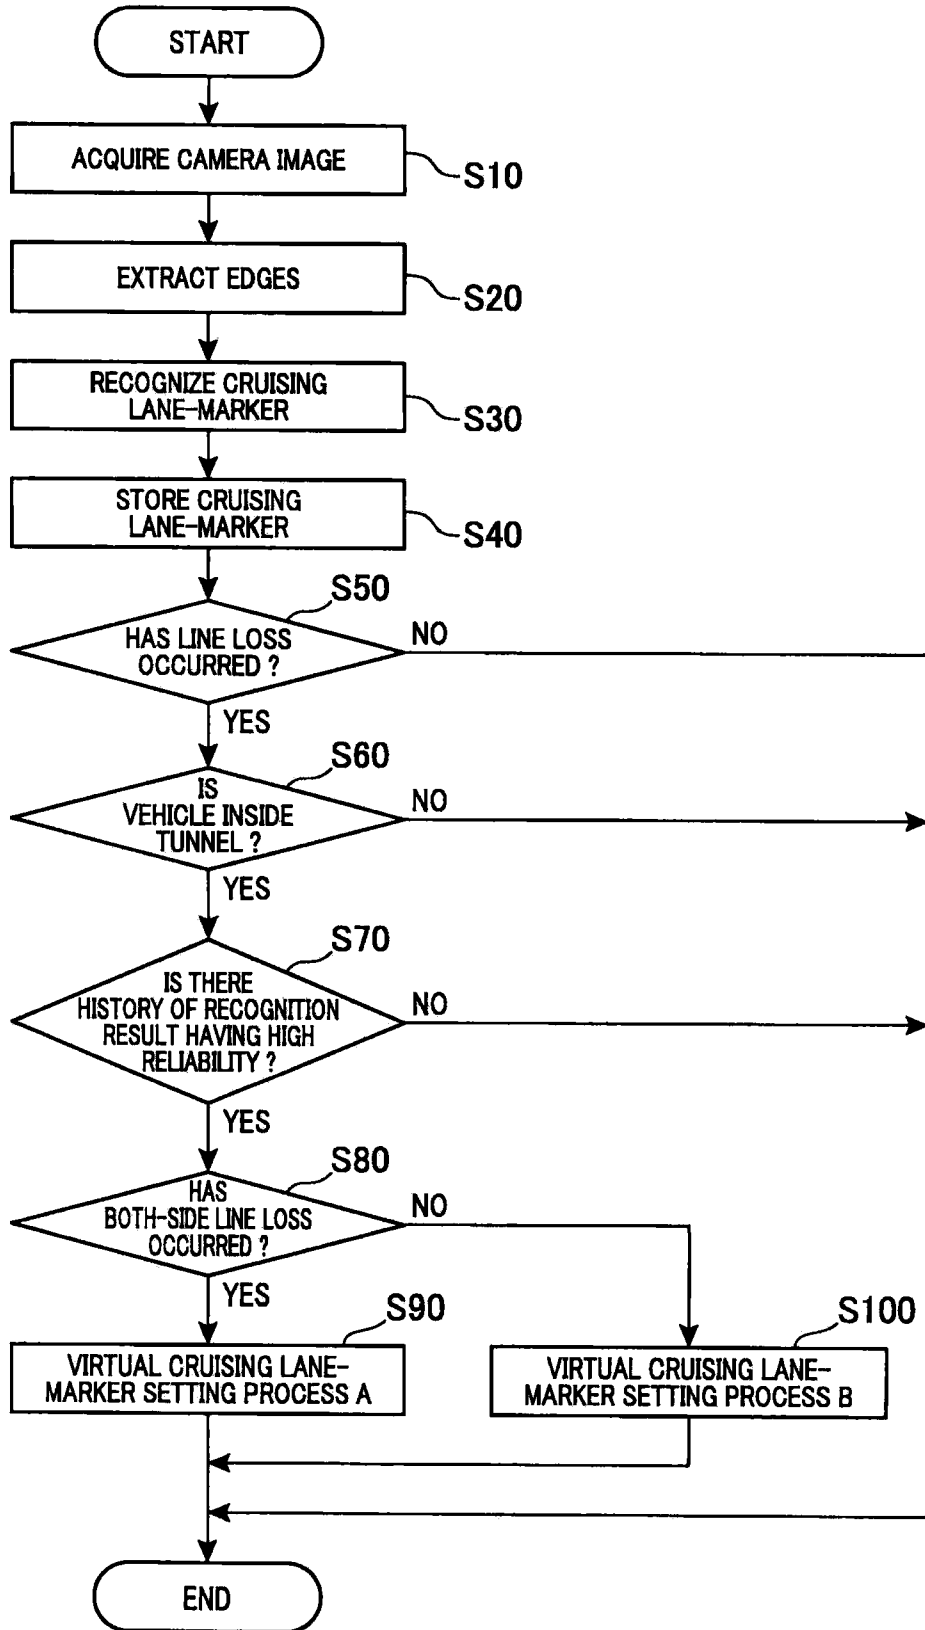 START
ACQUIRE CAMERA IMAGE
S10
EXTRACT EDGES
S20
RECOGNIZE CRUISING
LANE-MARKER
S30
STORE CRUISING
LANE-MARKER
S40
S50
HAS LINE LOSS
OCCURRED ?
NO
YES
S60
IS
VEHICLE INSIDE
TUNNEL ?
NO
YES
S70
IS THERE
HISTORY OF RECOGNITION
RESULT HAVING HIGH
RELIABILITY ?
NO
YES
S80
HAS
BOTH-SIDE LINE LOSS
OCCURRED ?
NO
YES
S90
VIRTUAL CRUISING LANE-
MARKER SETTING PROCESS A
S100
VIRTUAL CRUISING LANE-
MARKER SETTING PROCESS B
END